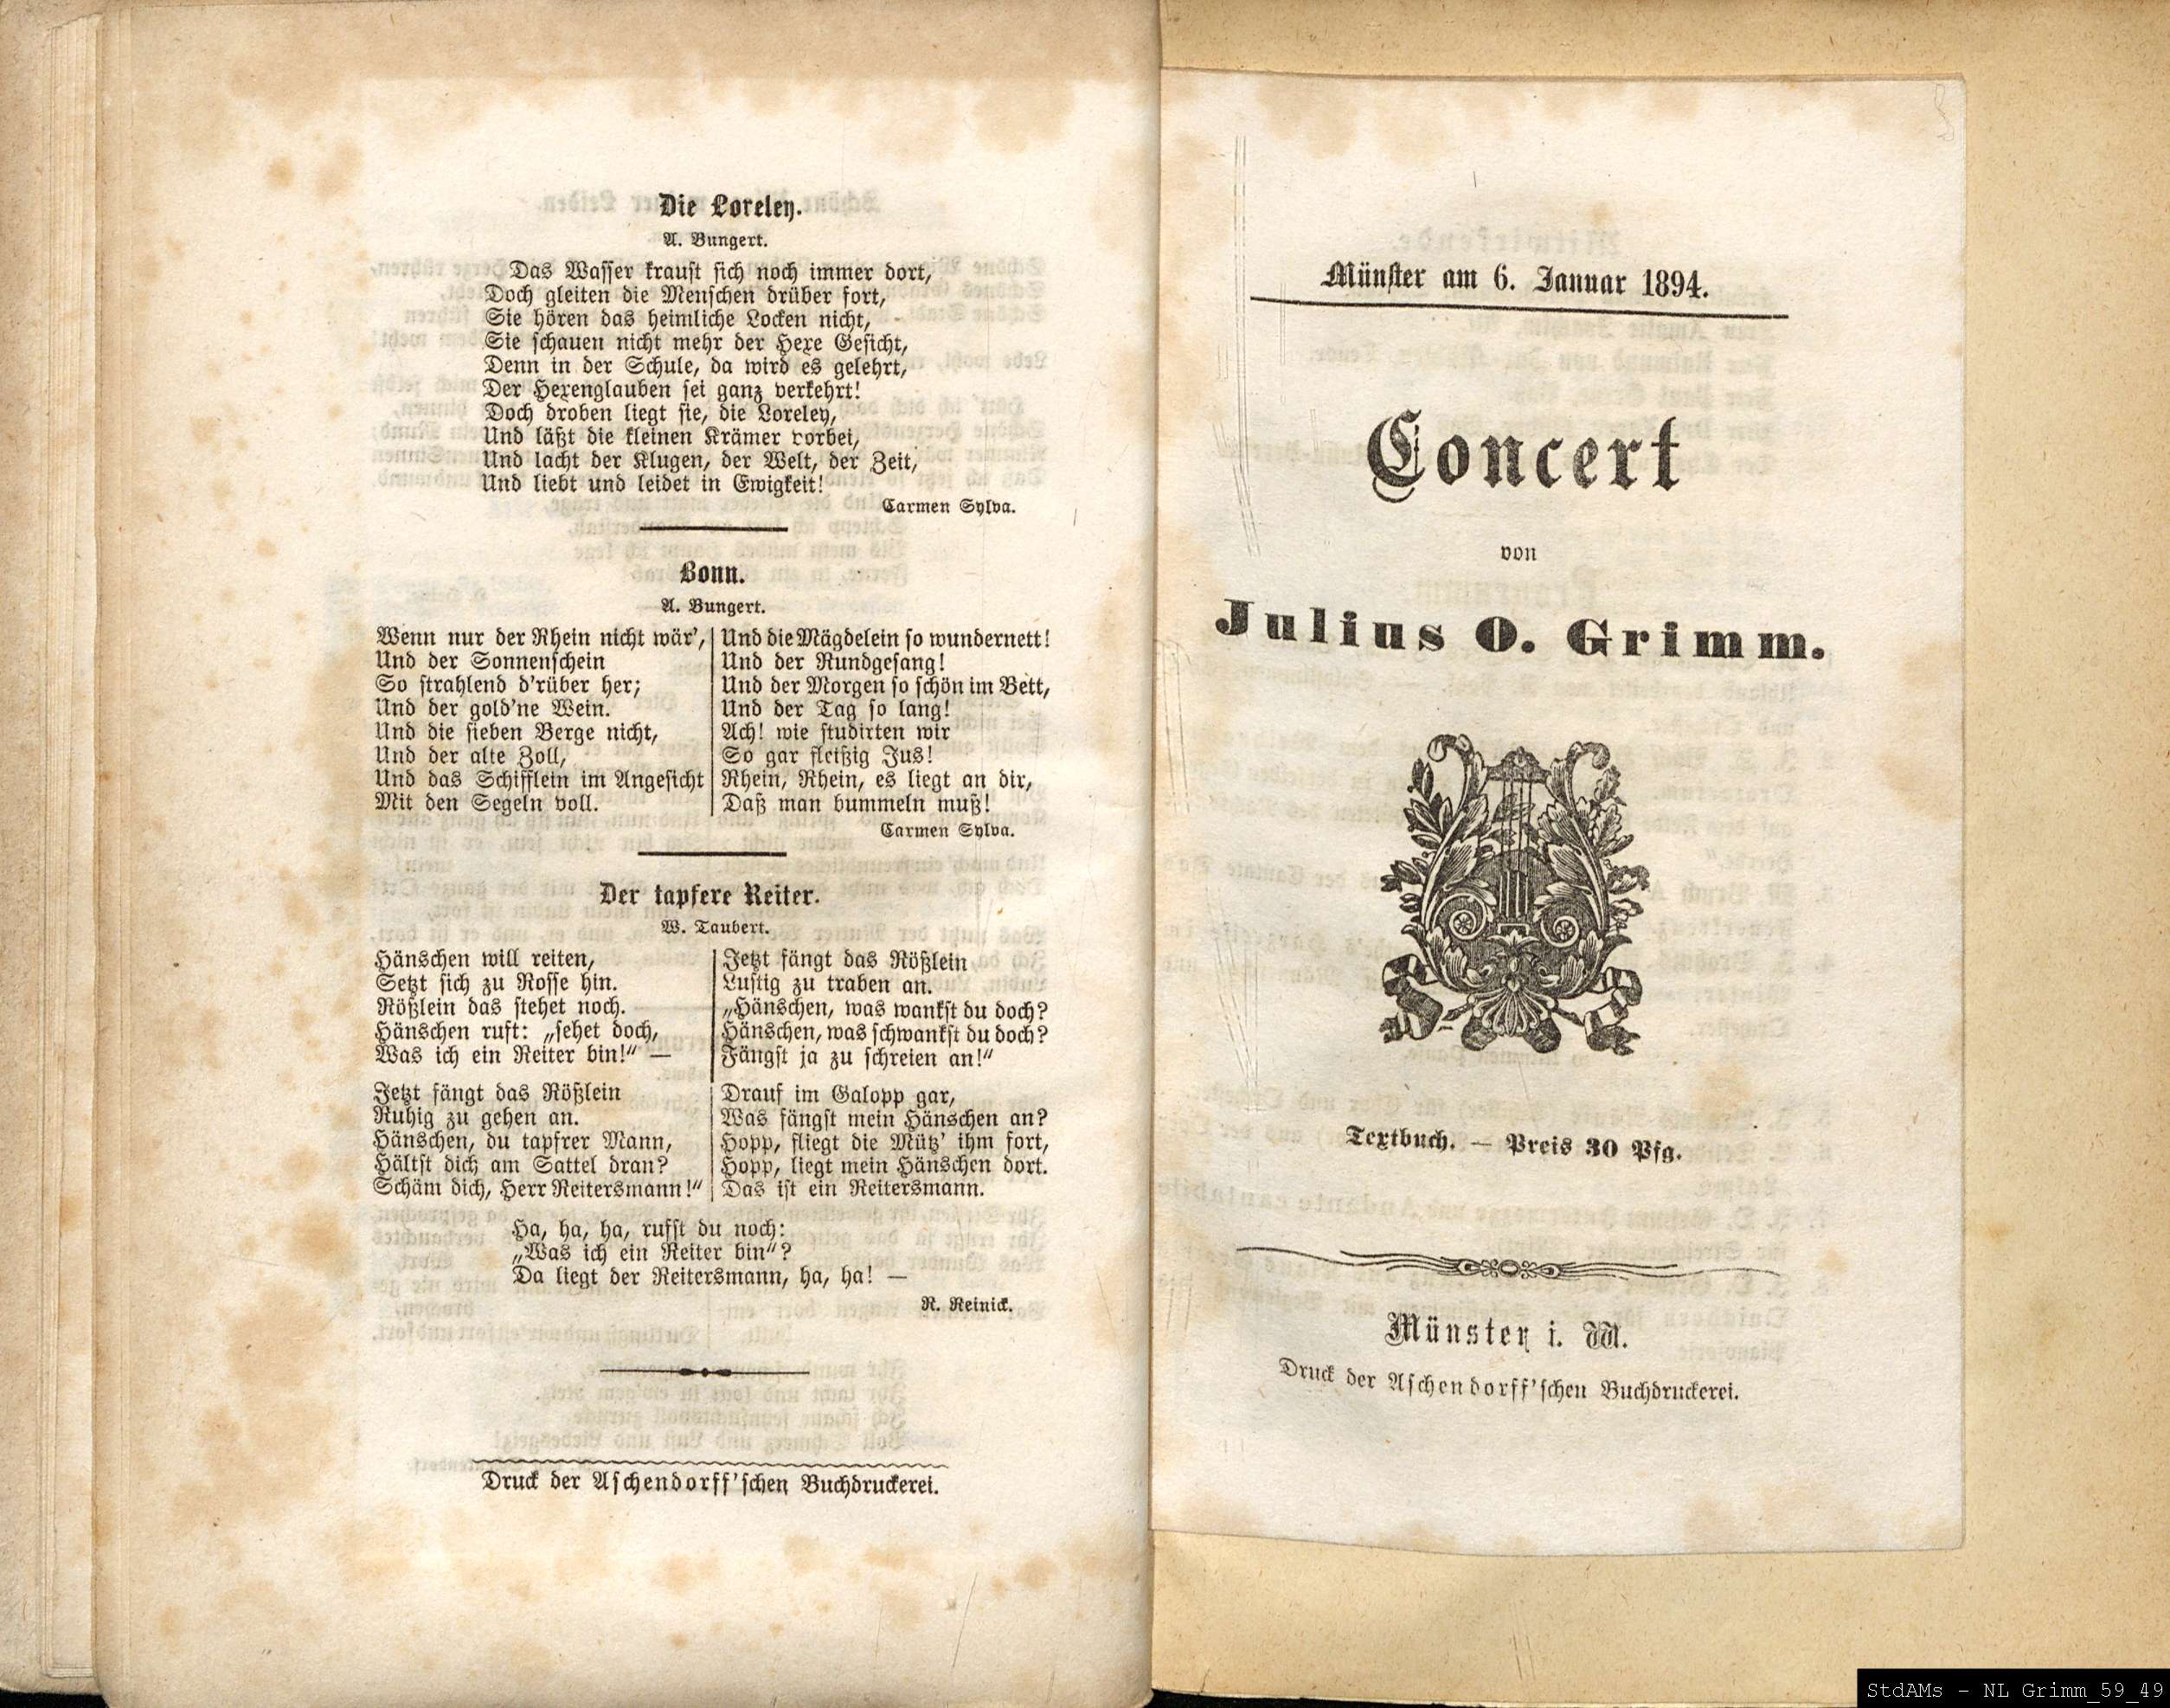 Die Loreley.
A. Bungert.
Das Wasser kraust sich noch immer dort,
Doch gleiten die Menschen drüber fort,
Sie hören das heimliche Locken nicht,
Sie schauen nicht mehr der Hexe Gesicht,
Denn in der Schule, da wird es gelehrt,
Der Hexenglauben sei ganz verkehrt!
Doch droben liegt sie, die Loreley,
Und läßt die kleinen Krämer vorbei,
Und lacht der Klugen, der Welt, der Zeit,
Und liebt und leidet in Ewigkeit!
Carmen Sylva.
Bonn.
A. Bungert.
Wenn nur der Rhein nicht wär',
Und der Sonnenschein
So strahlend d'rüber her;
Und der gold'ne Wein.
Und die sieben Berge nicht,
Und der alte Zoll,
Und das Schifflein im Angesicht
Mit den Segeln voll.
Und die Mägdelein so wundernett!
Und der Rundgesang!
Und der Morgen so schön im Bett,
Und der Tag so lang!
Ach! wie studirten wir
So gar fleißig Jus!
Rhein, Rhein, es liegt an dir,
Daß man bummeln muß!
Carmen Sylva.
Der tapfere Reiter.
W. Taubert.
Hänschen will reiten,
Setzt sich zu Rosse hin.
Rößlein das stehet noch.
Hänschen ruft: „sehet doch,
Was ich ein Reiter bin!“ —
Jetzt fängt das Rößlein
Ruhig zu gehen an.
Hänschen, du tapfrer Mann,
Hältst dich am Sattel dran?
Schäm dich, Herr Reitersmann!“
Jetzt fängt das Rößlein
Lustig zu traben an.
„Hänschen, was wankst du doch?
Hänschen, was schwankst du doch?
Fängst ja zu schreien an!“
Drauf im Galopp gar,
Was fängst mein Hänschen an?
Hopp, fliegt die Mütz' ihm fort,
Hopp, liegt mein Hänschen dort.
Das ist ein Reitersmann.
Ha, ha, ha, rufst du noch:
„Was ich ein Reiter bin“?
Da liegt der Reitersmann, ha, ha! —
R. Reinick.
Druck der Aschendorff'schen Buchdruckerei.
Münster am 6. Januar 1894.
Concert
von
Julius O. Grimm.
Textbuch. — Preis 30 Pfg.
Münster i. W.
Druck der Aschendorff'schen Buchdruckerei.
StdAMs - NL Grimm_59_49